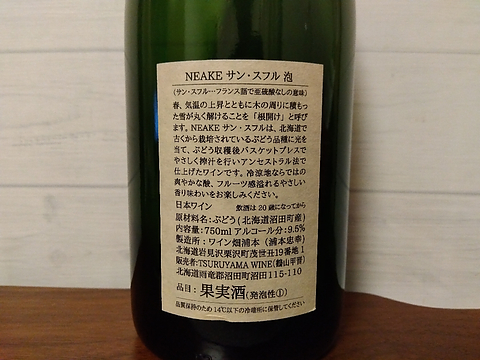 NEAKE サン・スフル 泡
(サン・スフル…フランス語で亜硫酸なしの意味)
春、気温の上昇とともに木の周りに積もっ
た雪が丸く解けることを「根開け」と呼び
ます。NEAKE サン・スフルは、北海道で
古くから栽培されているぶどう品種に光を
当て、ぶどう収穫後バスケットプレスで
やさしく搾汁を行いアンセストラル法で
仕上げたワインです。冷涼地ならではの
爽やかな酸、フルーツ感溢れるやさしい
香り味わいをお楽しみください。
日本ワイン 飲酒は20歳になってから
原材料名:ぶどう(北海道沼田町産)
内容量:750ml アルコール分:9.5%
製造所:ワイン畑浦本(浦本忠幸)
北海道岩見沢市栗沢町茂世丑19番地1
販売者:TSURUYAMA WINE(鶴山平晋)
北海道雨竜郡沼田町沼田115-110
品目:果実酒(発泡性①)
品質保持のため14℃以下の冷暗所に保管してください